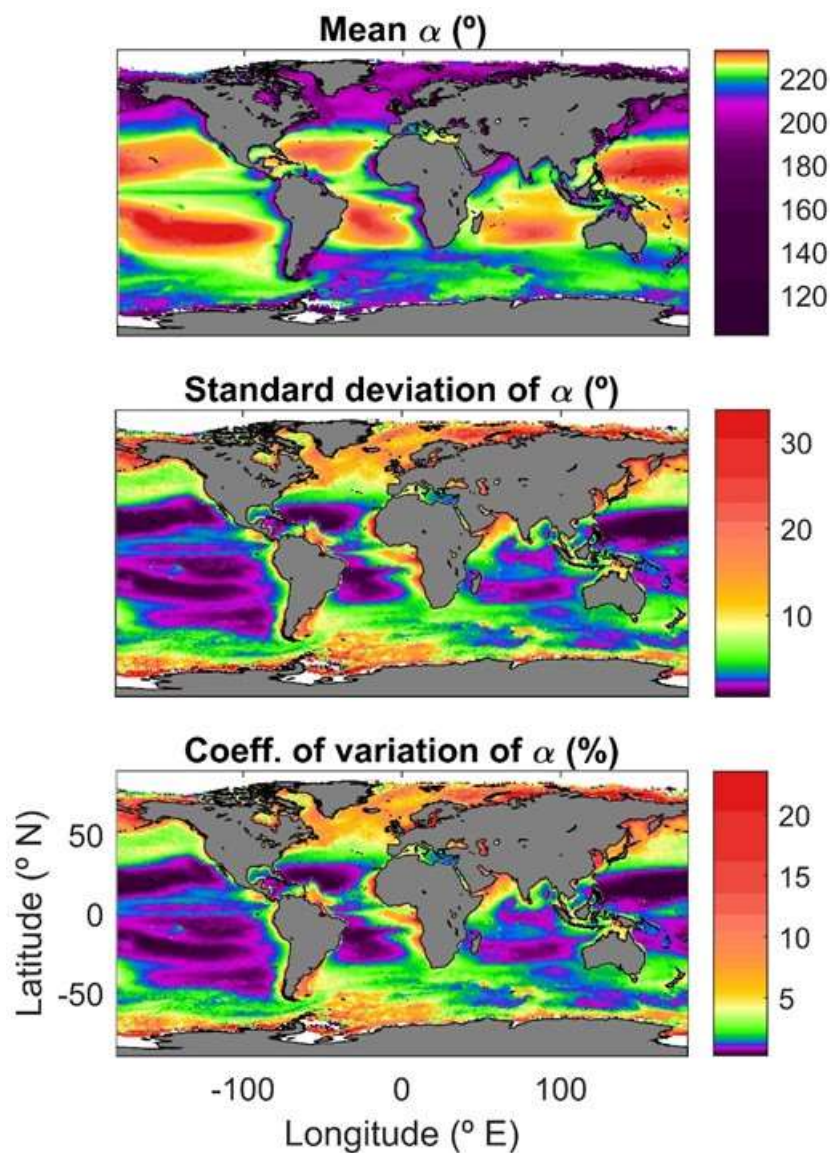 Mean α (º)
220
200
180
160
140
120
Standard deviation of α (º)
30
20
10
Coeff. of variation of α (%)
50
0
-50
Latitude (º N)
20
15
10
5
-100 0 100
Longitude (º E)